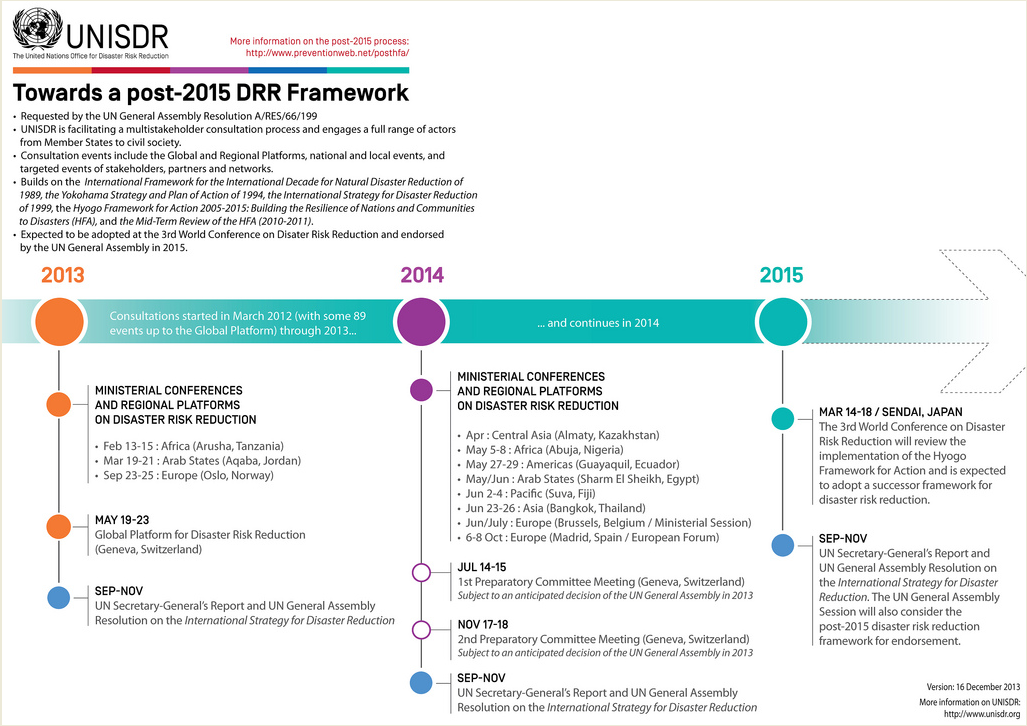 UNISDR
The United Nations Office for Disaster Risk Reduction
More information on the post-2015 process:
http://www.preventionweb.net/posthfa/
Towards a post-2015 DRR Framework
• Requested by the UN General Assembly Resolution A/RES/66/199
• UNISDR is facilitating a multistakeholder consultation process and engages a full range of actors
from Member States to civil society.
• Consultation events include the Global and Regional Platforms, national and local events, and
targeted events of stakeholders, partners and networks.
• Builds on the International Framework for the International Decade for Natural Disaster Reduction of
1989, the Yokohama Strategy and Plan of Action of 1994, the International Strategy for Disaster Reduction
of 1999, the Hyogo Framework for Action 2005-2015: Building the Resilience of Nations and Communities
to Disasters (HFA), and the Mid-Term Review of the HFA (2010-2011).
• Expected to be adopted at the 3rd World Conference on Disater Risk Reduction and endorsed
by the UN General Assembly in 2015.
2013
Consultations started in March 2012 (with some 89
events up to the Global Platform) through 2013...
MINISTERIAL CONFERENCES
AND REGIONAL PLATFORMS
ON DISASTER RISK REDUCTION
• Feb 13-15 : Africa (Arusha, Tanzania)
• Mar 19-21 : Arab States (Aqaba, Jordan)
• Sep 23-25 : Europe (Oslo, Norway)
MAY 19-23
Global Platform for Disaster Risk Reduction
(Geneva, Switzerland)
SEP-NOV
UN Secretary-General's Report and UN General Assembly
Resolution on the International Strategy for Disaster Reduction
2014
... and continues in 2014
MINISTERIAL CONFERENCES
AND REGIONAL PLATFORMS
ON DISASTER RISK REDUCTION
• Apr : Central Asia (Almaty, Kazakhstan)
• May 5-8 : Africa (Abuja, Nigeria)
• May 27-29 : Americas (Guayaquil, Ecuador)
• May/Jun : Arab States (Sharm El Sheikh, Egypt)
• Jun 2-4 : Pacific (Suva, Fiji)
• Jun 23-26 : Asia (Bangkok, Thailand)
• Jun/July : Europe (Brussels, Belgium / Ministerial Session)
• 6-8 Oct : Europe (Madrid, Spain / European Forum)
JUL 14-15
1st Preparatory Committee Meeting (Geneva, Switzerland)
Subject to an anticipated decision of the UN General Assembly in 2013
NOV 17-18
2nd Preparatory Committee Meeting (Geneva, Switzerland)
Subject to an anticipated decision of the UN General Assembly in 2013
SEP-NOV
UN Secretary-General's Report and UN General Assembly
Resolution on the International Strategy for Disaster Reduction
2015
MAR 14-18 / SENDAI, JAPAN
The 3rd World Conference on Disaster
Risk Reduction will review the
implementation of the Hyogo
Framework for Action and is expected
to adopt a successor framework for
disaster risk reduction.
SEP-NOV
UN Secretary-General's Report and
UN General Assembly Resolution on
the International Strategy for Disaster
Reduction. The UN General Assembly
Session will also consider the
post-2015 disaster risk reduction
framework for endorsement.
Version: 16 December 2013
More information on UNISDR:
http://www.unisdr.org